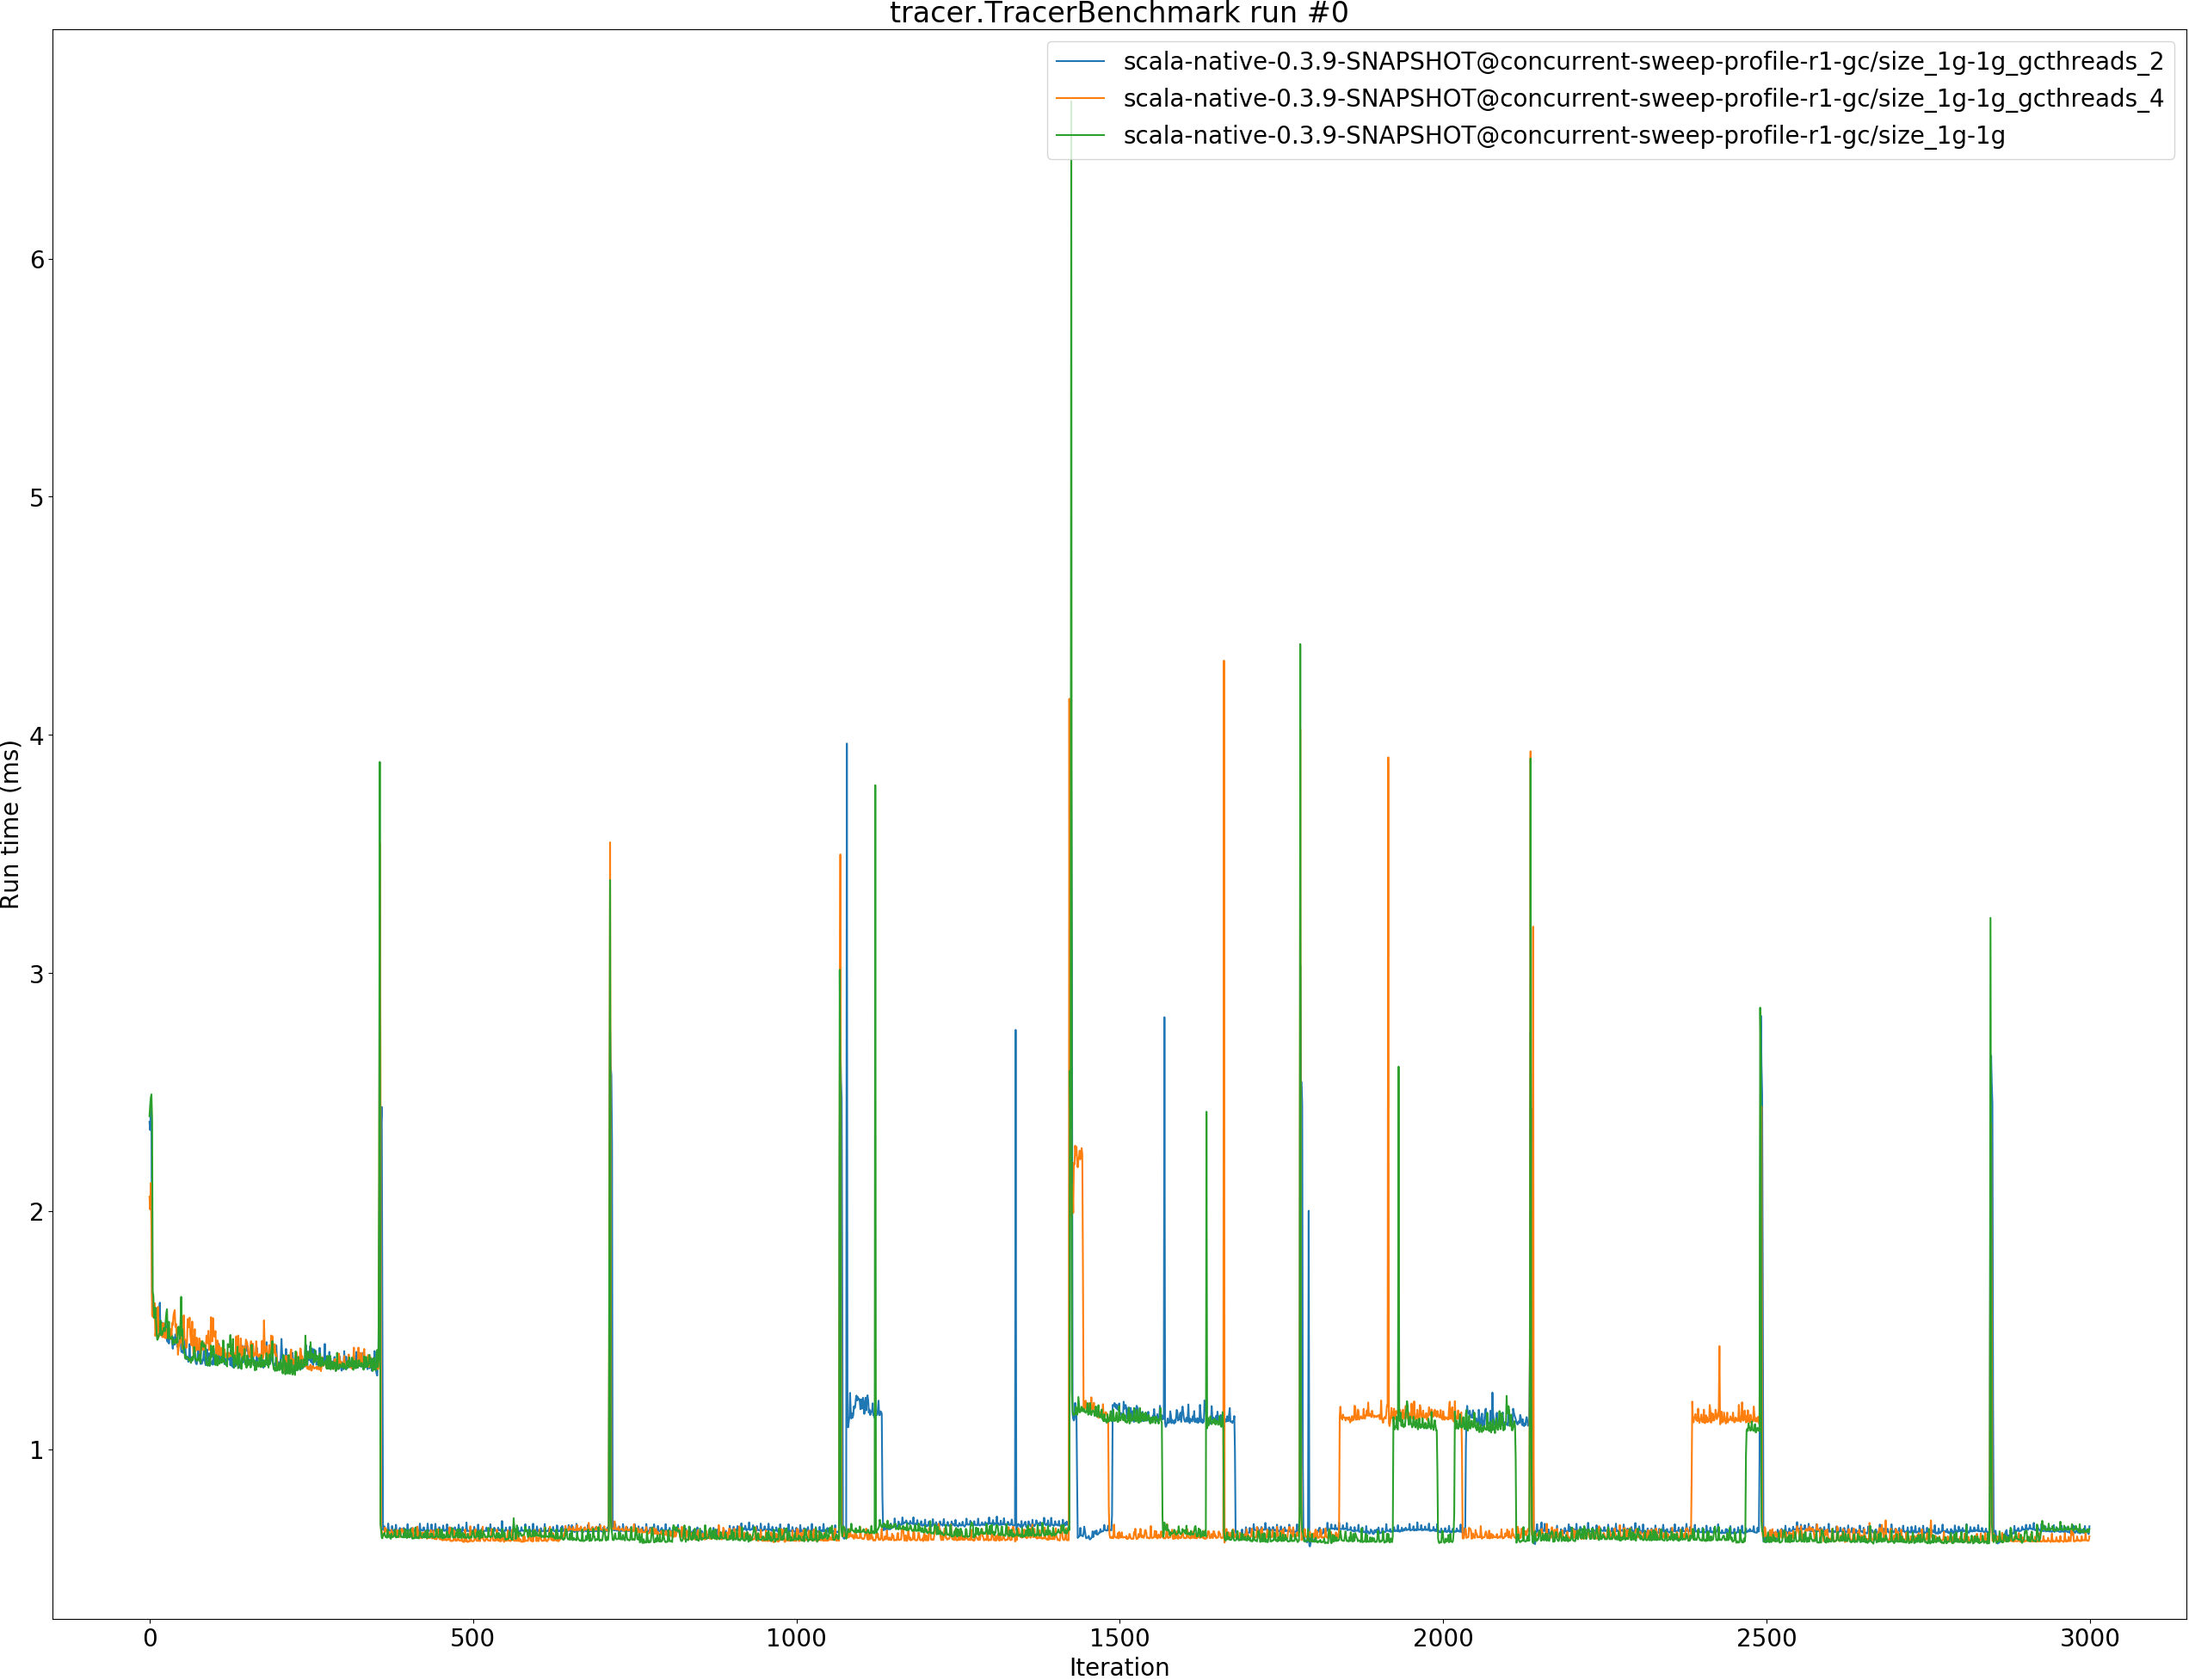 tracer.TracerBenchmark run #0
scala-native-0.3.9-SNAPSHOT@concurrent-sweep-profile-r1-gc/size_1g-1g_gcthreads_2
scala-native-0.3.9-SNAPSHOT@concurrent-sweep-profile-r1-gc/size_1g-1g_gcthreads_4
scala-native-0.3.9-SNAPSHOT@concurrent-sweep-profile-r1-gc/size_1g-1g
6
5
4
3
2
1
Run time (ms)
0 500 1000 1500 2000 2500 3000
Iteration